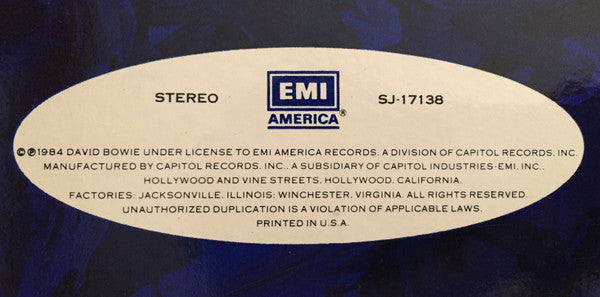 STEREO EMI SJ-17138
AMERICA®
©℗1984 DAVID BOWIE UNDER LICENSE TO EMI AMERICA RECORDS, A DIVISION OF CAPITOL RECORDS, INC.
MANUFACTURED BY CAPITOL RECORDS, INC., A SUBSIDIARY OF CAPITOL INDUSTRIES-EMI, INC.,
HOLLYWOOD AND VINE STREETS, HOLLYWOOD, CALIFORNIA.
FACTORIES: JACKSONVILLE, ILLINOIS; WINCHESTER, VIRGINIA. ALL RIGHTS RESERVED.
UNAUTHORIZED DUPLICATION IS A VIOLATION OF APPLICABLE LAWS.
PRINTED IN U.S.A.